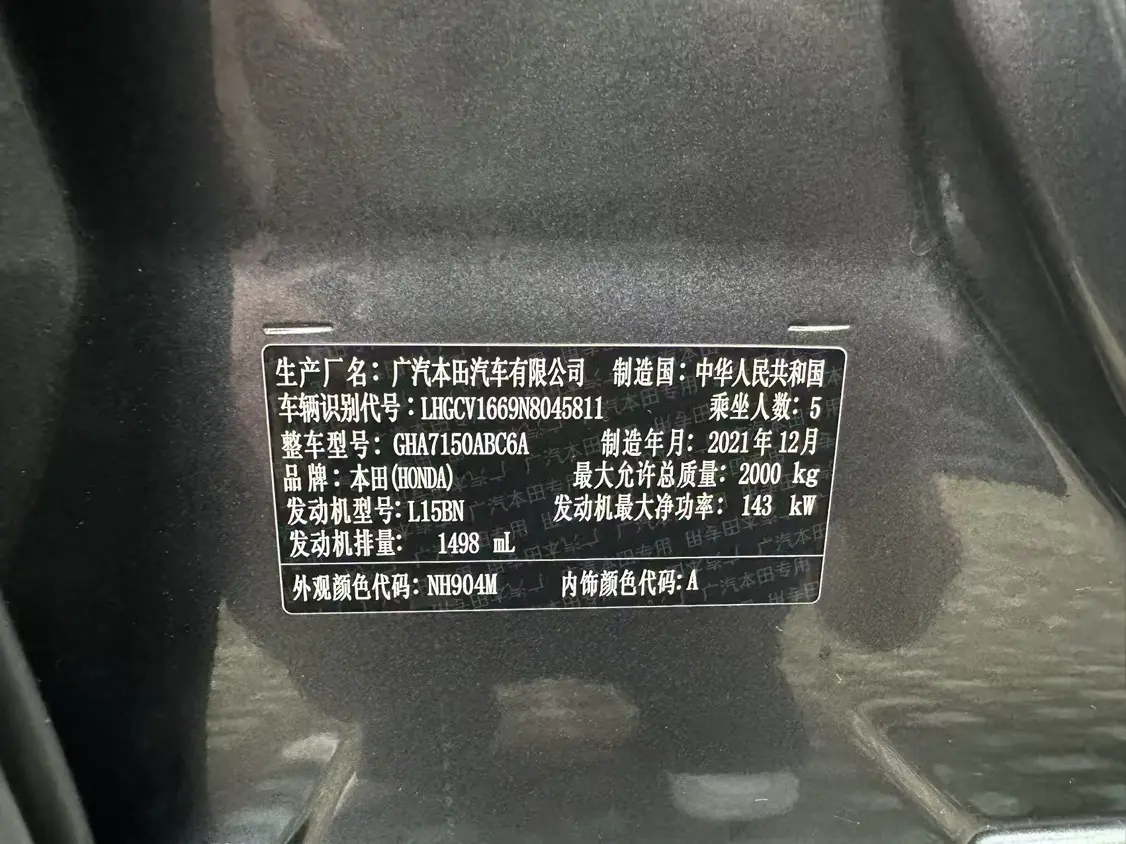 生产厂名：广汽本田汽车有限公司 制造国：中华人民共和国
车辆识别代号：LHGCV1669N8045811 乘坐人数：5
整车型号：GHA7150ABC6A 制造年月：2021年12月
品牌：本田(HONDA) 最大允许总质量：2000 kg
发动机型号：L15BN 发动机最大净功率：143 kW
发动机排量： 1498 mL
外观颜色代码：NH904M 内饰颜色代码：A